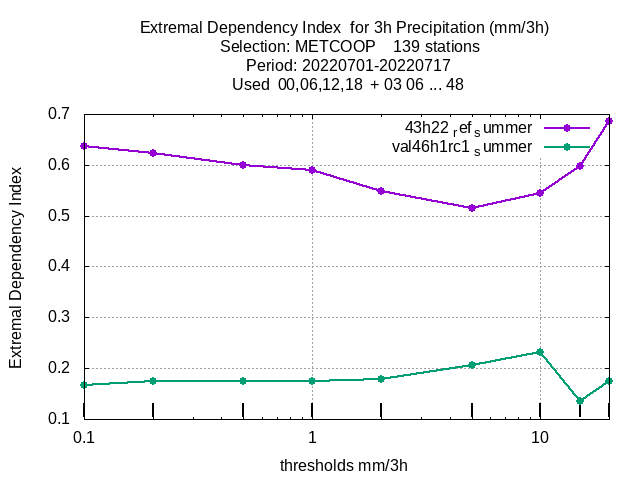 Extremal Dependency Index  for 3h Precipitation (mm/3h)
Selection: METCOOP    139 stations
Period: 20220701-20220717
Used  00,06,12,18  + 03 06 ... 48
43h22 ref summer
val46h1rc1 summer
0.7
0.6
0.5
0.4
0.3
0.2
0.1
Extremal Dependency Index
0.1 1 10
thresholds mm/3h